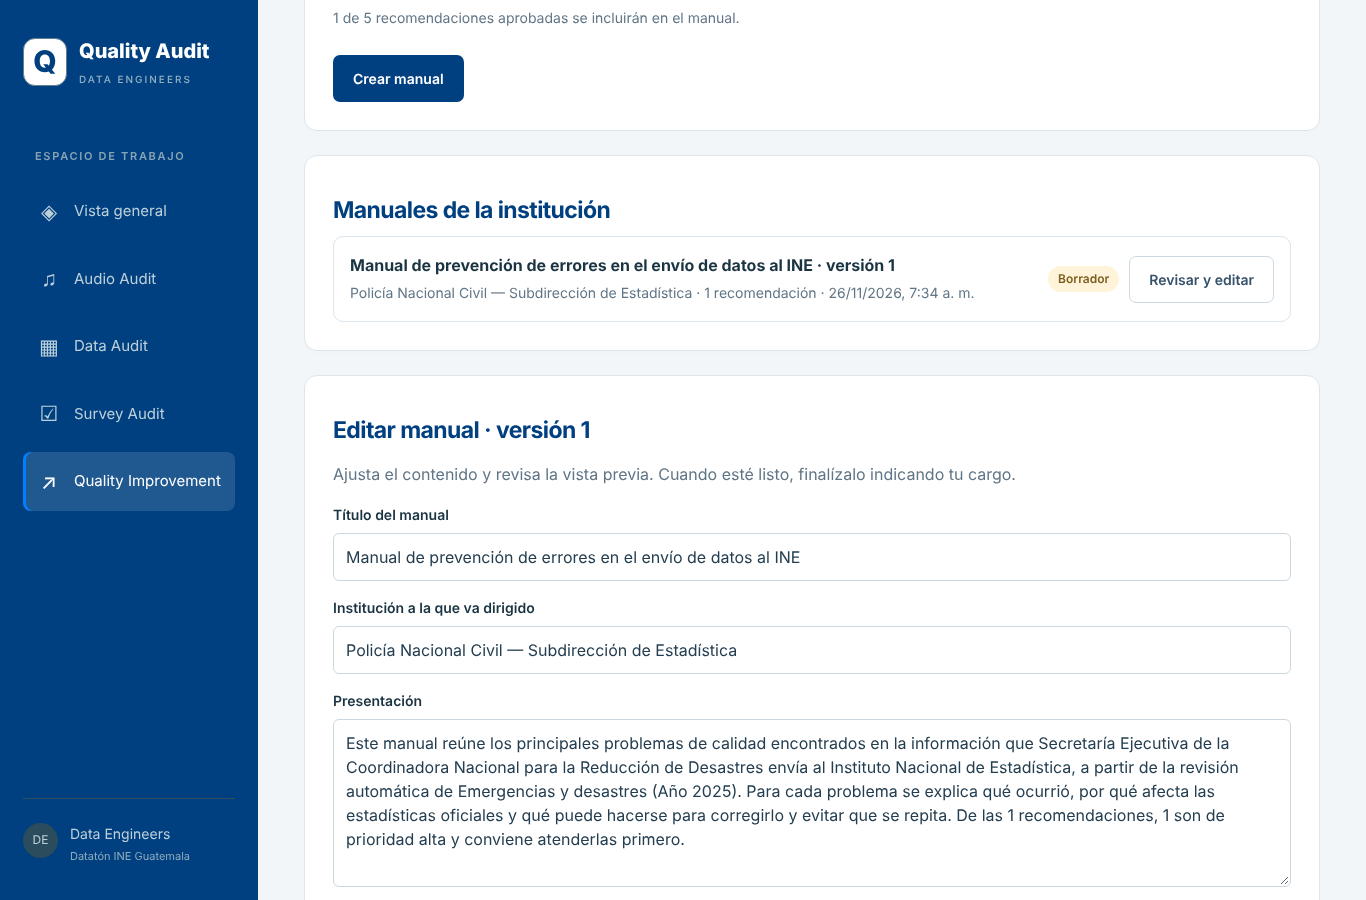 Quality Audit
DATA ENGINEERS
ESPACIO DE TRABAJO
Vista general
Audio Audit
Data Audit
Survey Audit
Quality Improvement
DE
Data Engineers
Datatón INE Guatemala
1 de 5 recomendaciones aprobadas se incluirán en el manual.
Crear manual
Manuales de la institución
Manual de prevención de errores en el envío de datos al INE · versión 1
Policía Nacional Civil — Subdirección de Estadística · 1 recomendación · 26/11/2026, 7:34 a. m.
Borrador
Revisar y editar
Editar manual · versión 1
Ajusta el contenido y revisa la vista previa. Cuando esté listo, finalízalo indicando tu cargo.
Título del manual
Manual de prevención de errores en el envío de datos al INE
Institución a la que va dirigido
Policía Nacional Civil — Subdirección de Estadística
Presentación
Este manual reúne los principales problemas de calidad encontrados en la información que Secretaría Ejecutiva de la
Coordinadora Nacional para la Reducción de Desastres envía al Instituto Nacional de Estadística, a partir de la revisión
automática de Emergencias y desastres (Año 2025). Para cada problema se explica qué ocurrió, por qué afecta las
estadísticas oficiales y qué puede hacerse para corregirlo y evitar que se repita. De las 1 recomendaciones, 1 son de
prioridad alta y conviene atenderlas primero.